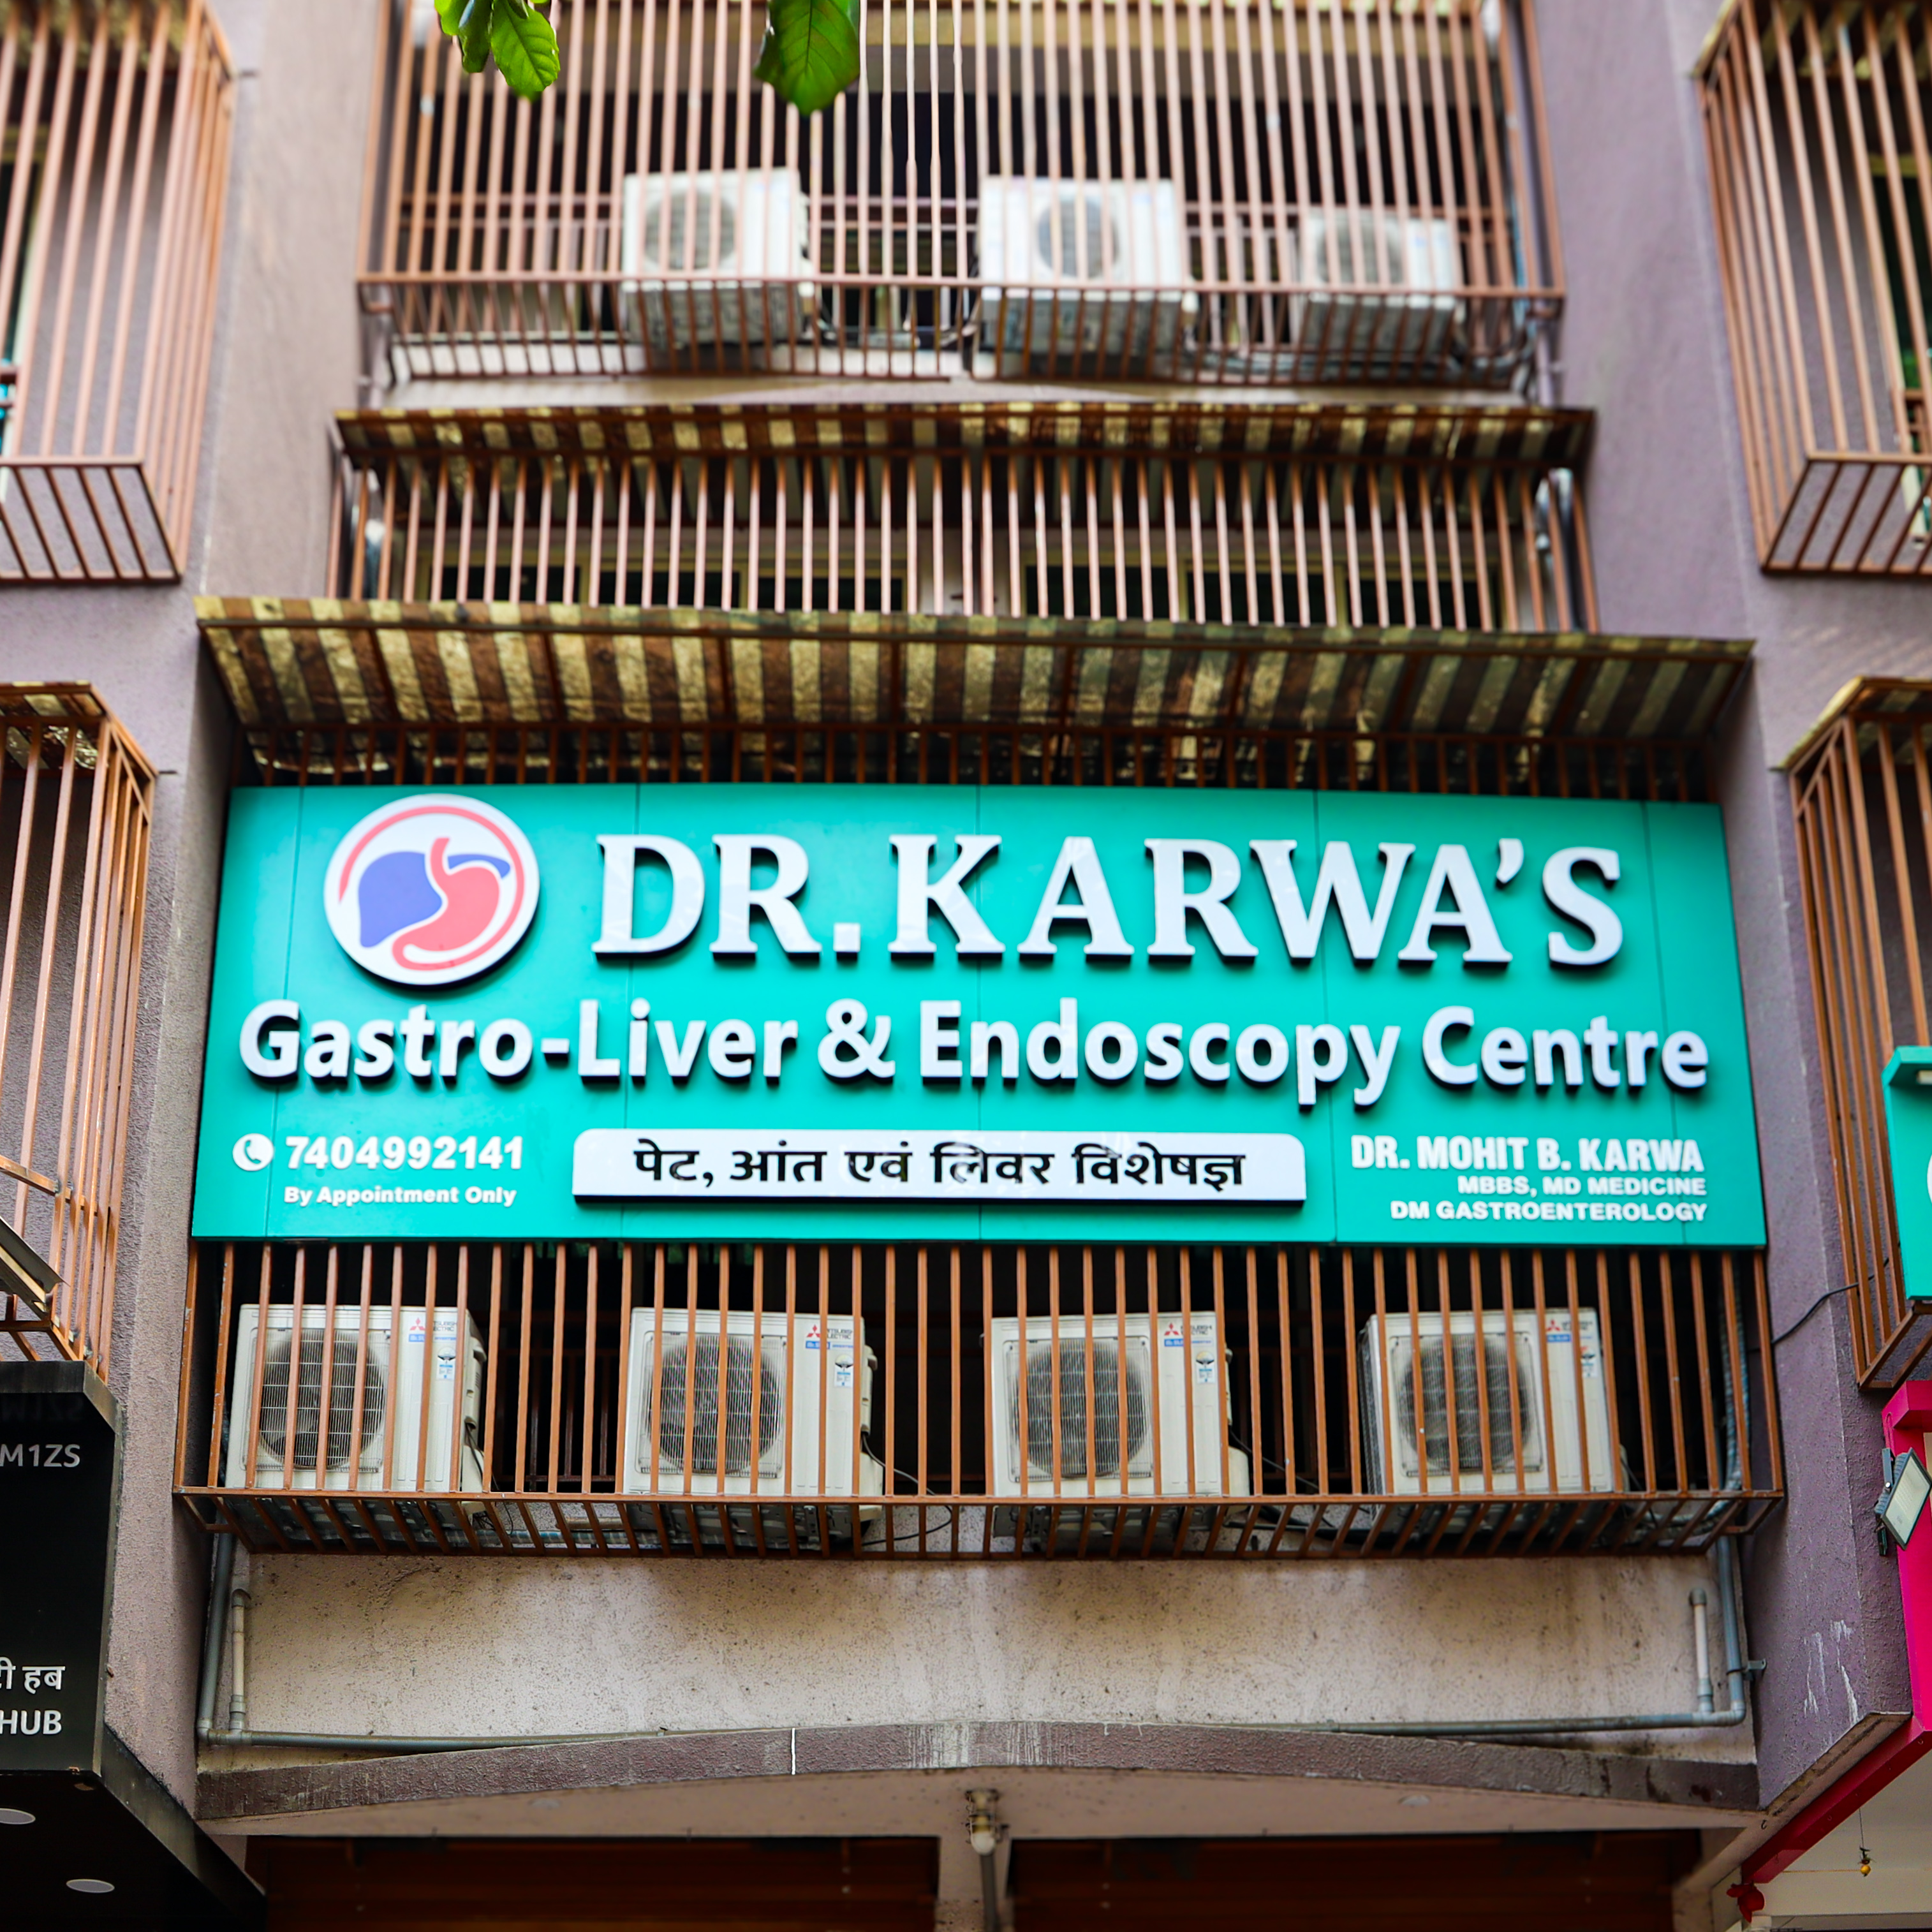 DR. KARWA'S
Gastro-Liver & Endoscopy Centre
7404992141
By Appointment Only
पेट, आंत एवं लिवर विशेषज्ञ
DR. MOHIT B. KARWA
MBBS, MD MEDICINE
DM GASTROENTEROLOGY
M1ZS
हब
HUB